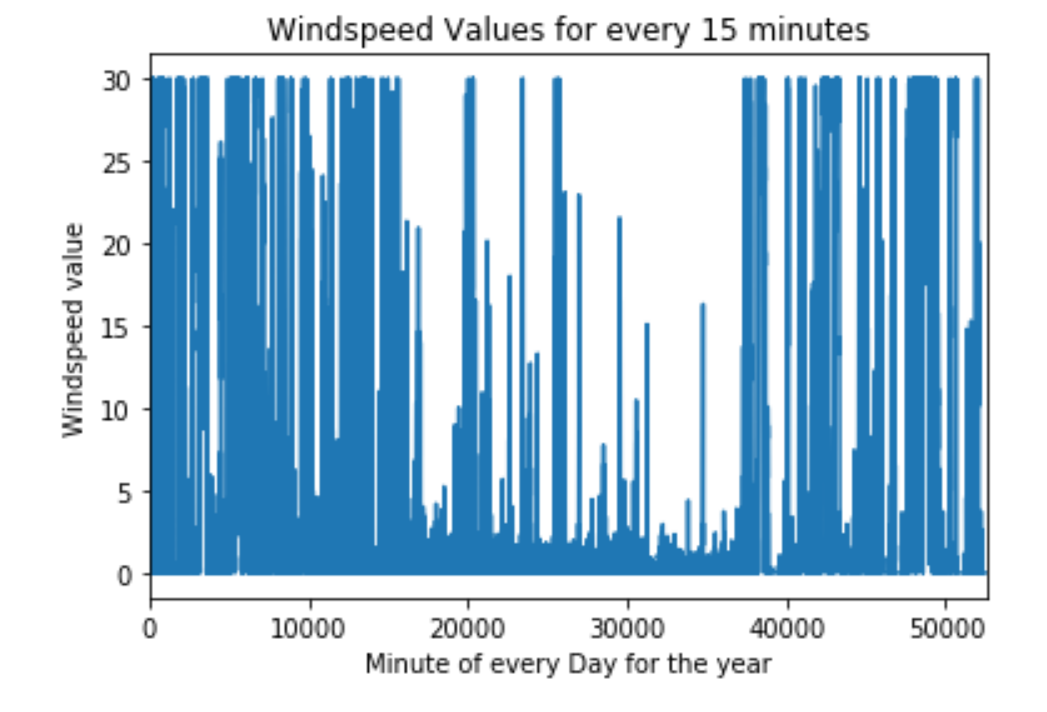 Windspeed Values for every 15 minutes
Windspeed value
30
25
20
15
10
5
0
0 10000 20000 30000 40000 50000
Minute of every Day for the year